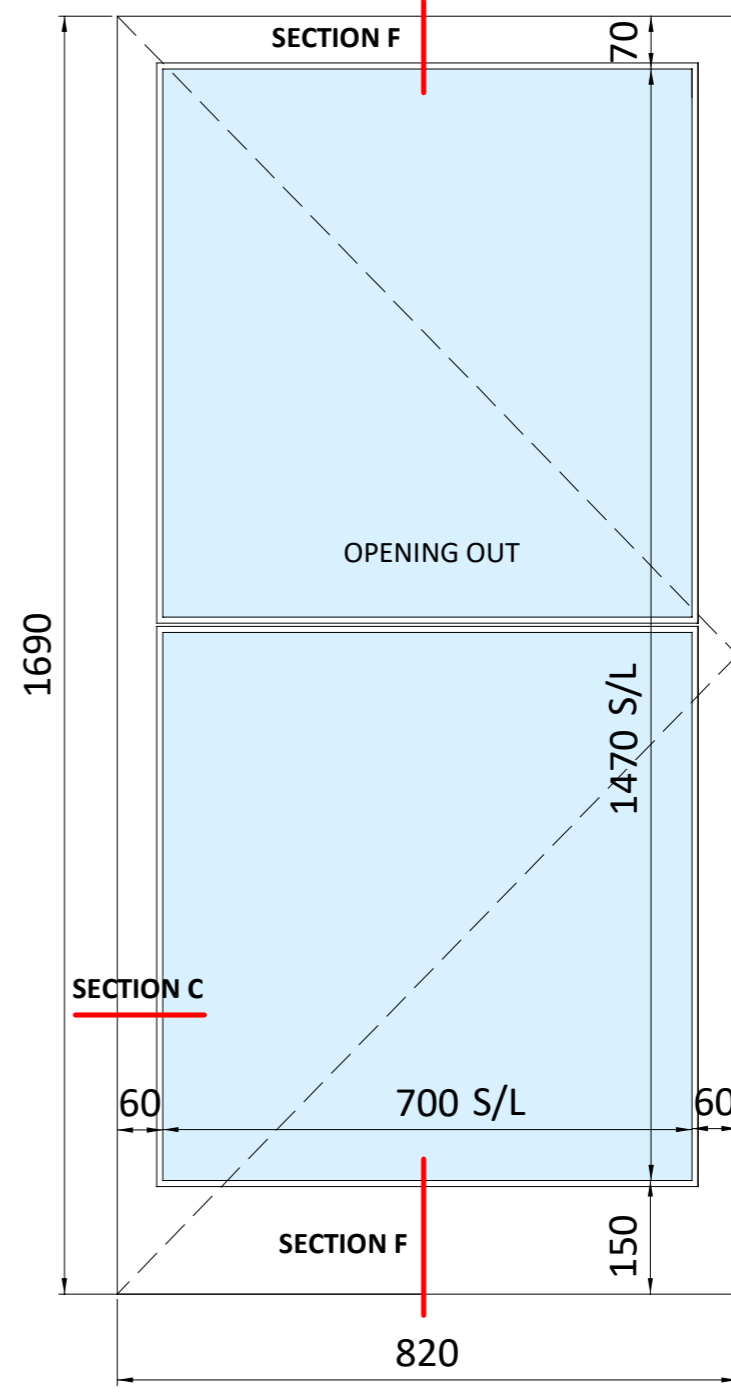 SECTION F
70
OPENING OUT
1690
1470 S/L
SECTION C
60
700 S/L
60
SECTION F
150
820